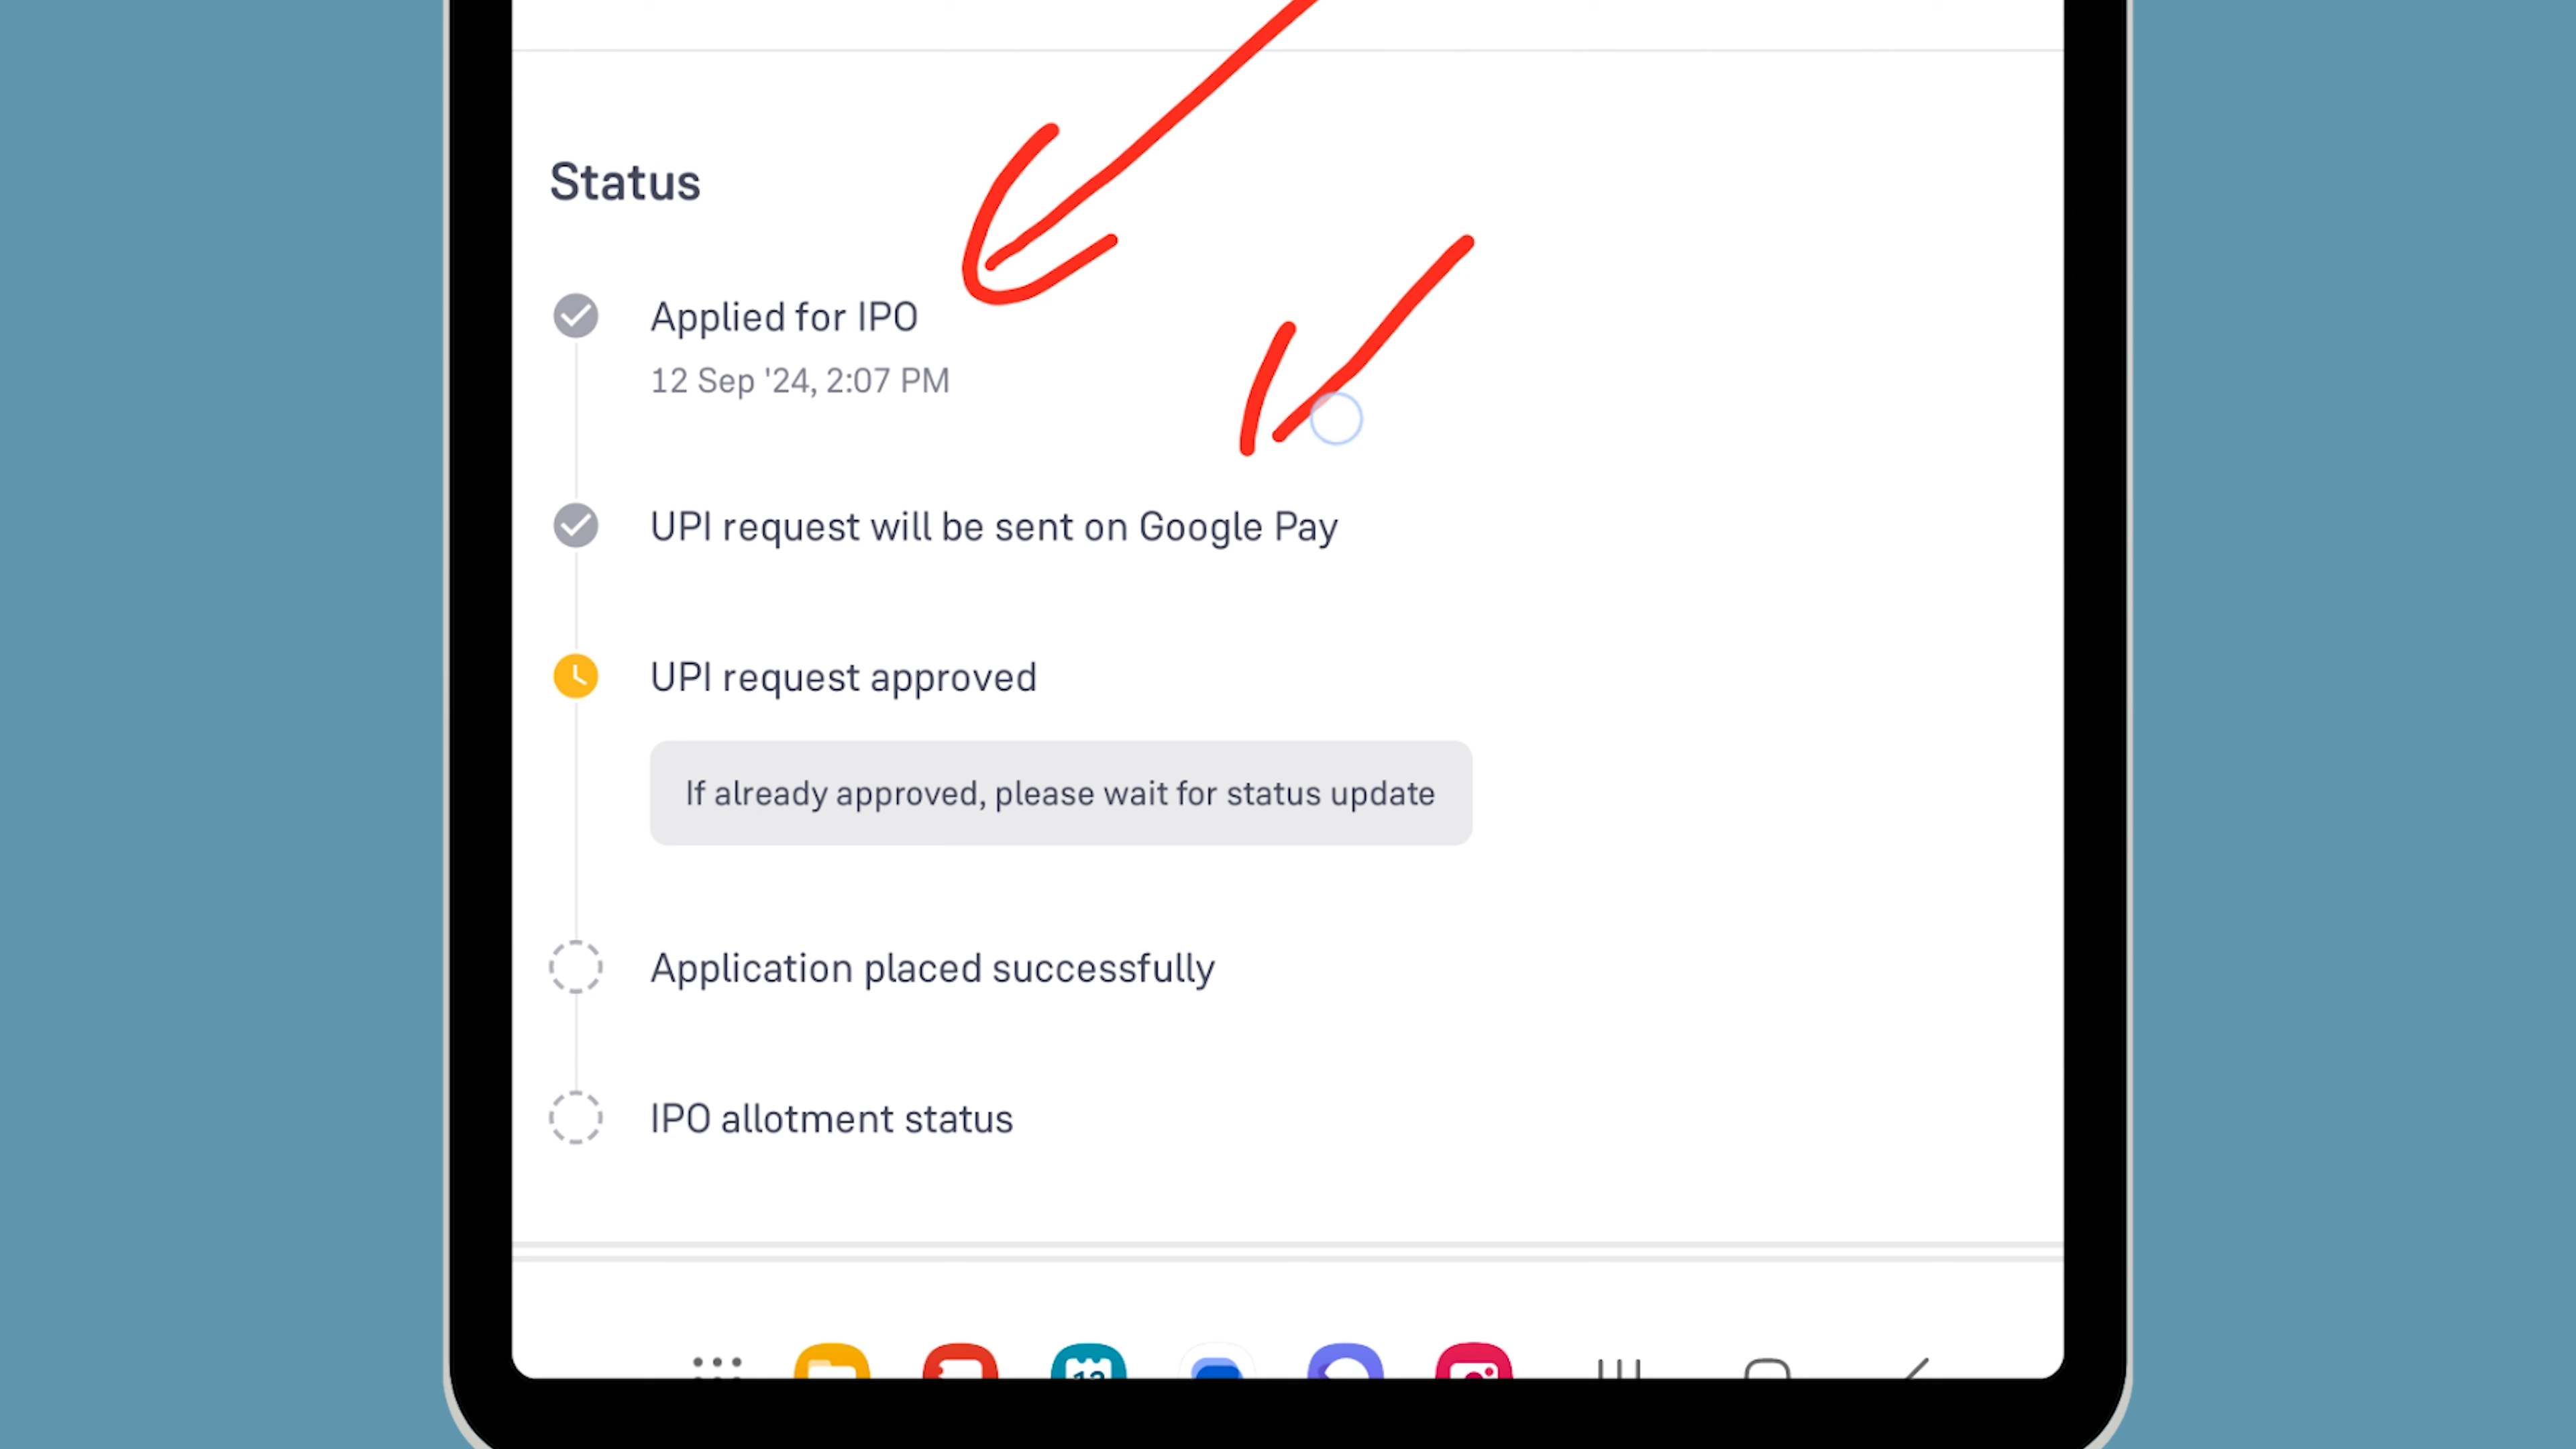 Status
Applied for IPO
12 Sep '24, 2:07 PM
UPI request will be sent on Google Pay
UPI request approved
If already approved, please wait for status update
Application placed successfully
IPO allotment status